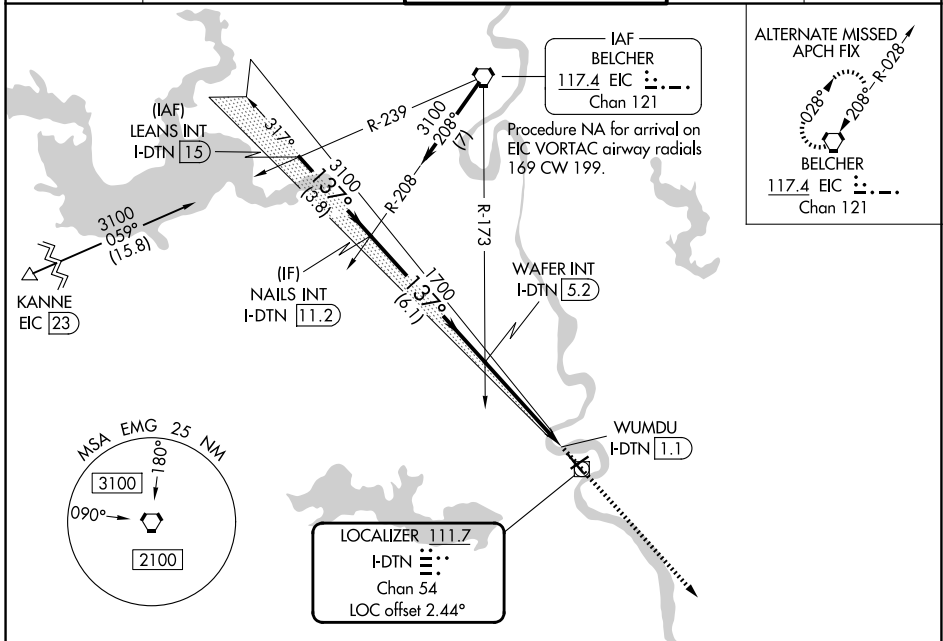 IAF
BELCHER
117.4 EIC
Chan 121
Procedure NA for arrival on
EIC VORTAC airway radials
169 CW 199.
ALTERNATE MISSED
APCH FIX
R-028
208°
028°
BELCHER
117.4 EIC
Chan 121
(IAF)
LEANS INT
I-DTN 15
317°
R-239
3100
208°
(7)
R-208
R-173
3100
137°
(3.8)
3100
059°
(15.8)
KANNE
EIC 23
(IF)
NAILS INT
I-DTN 11.2
1700
137°
(6.1)
WAFER INT
I-DTN 5.2
WUMDU
I-DTN 1.1
MSA EMG 25 NM
180°
3100
090°
2100
LOCALIZER 111.7
I-DTN
Chan 54
LOC offset 2.44°